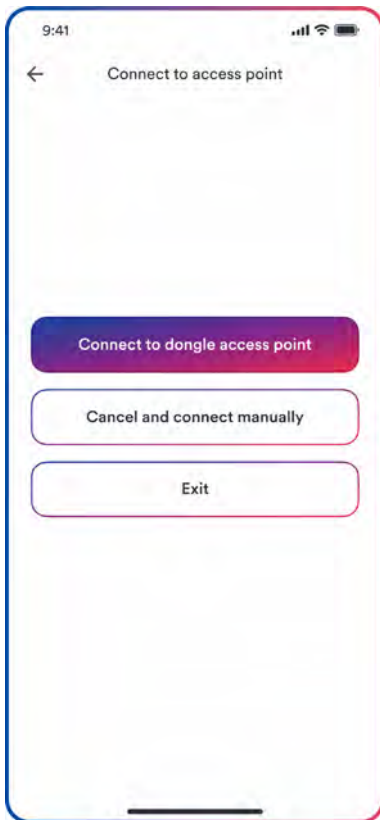 9:41
Connect to access point
Connect to dongle access point
Cancel and connect manually
Exit